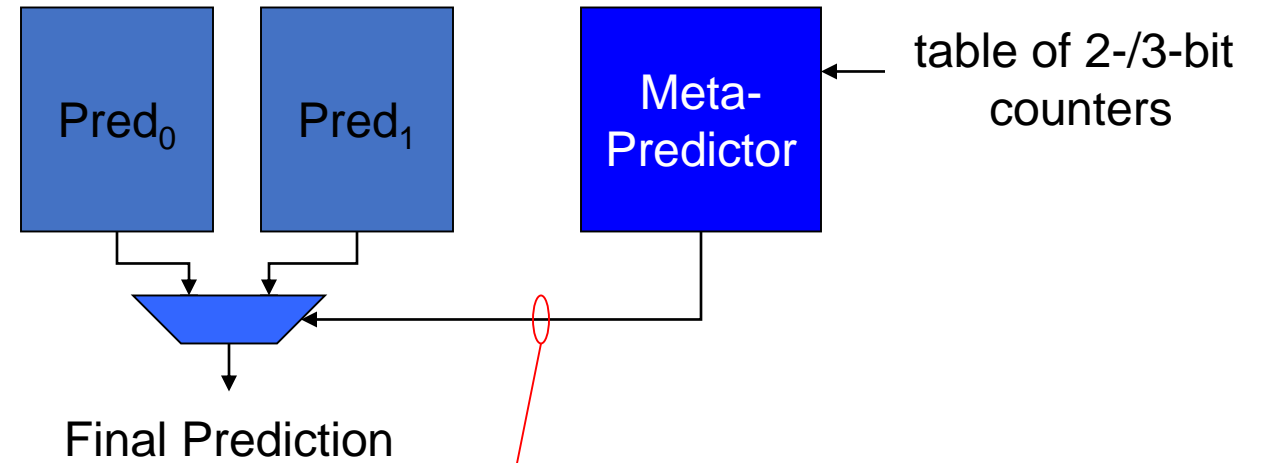 Pred₀
Pred₁
Meta-
Predictor
table of 2-/3-bit
counters
Final Prediction